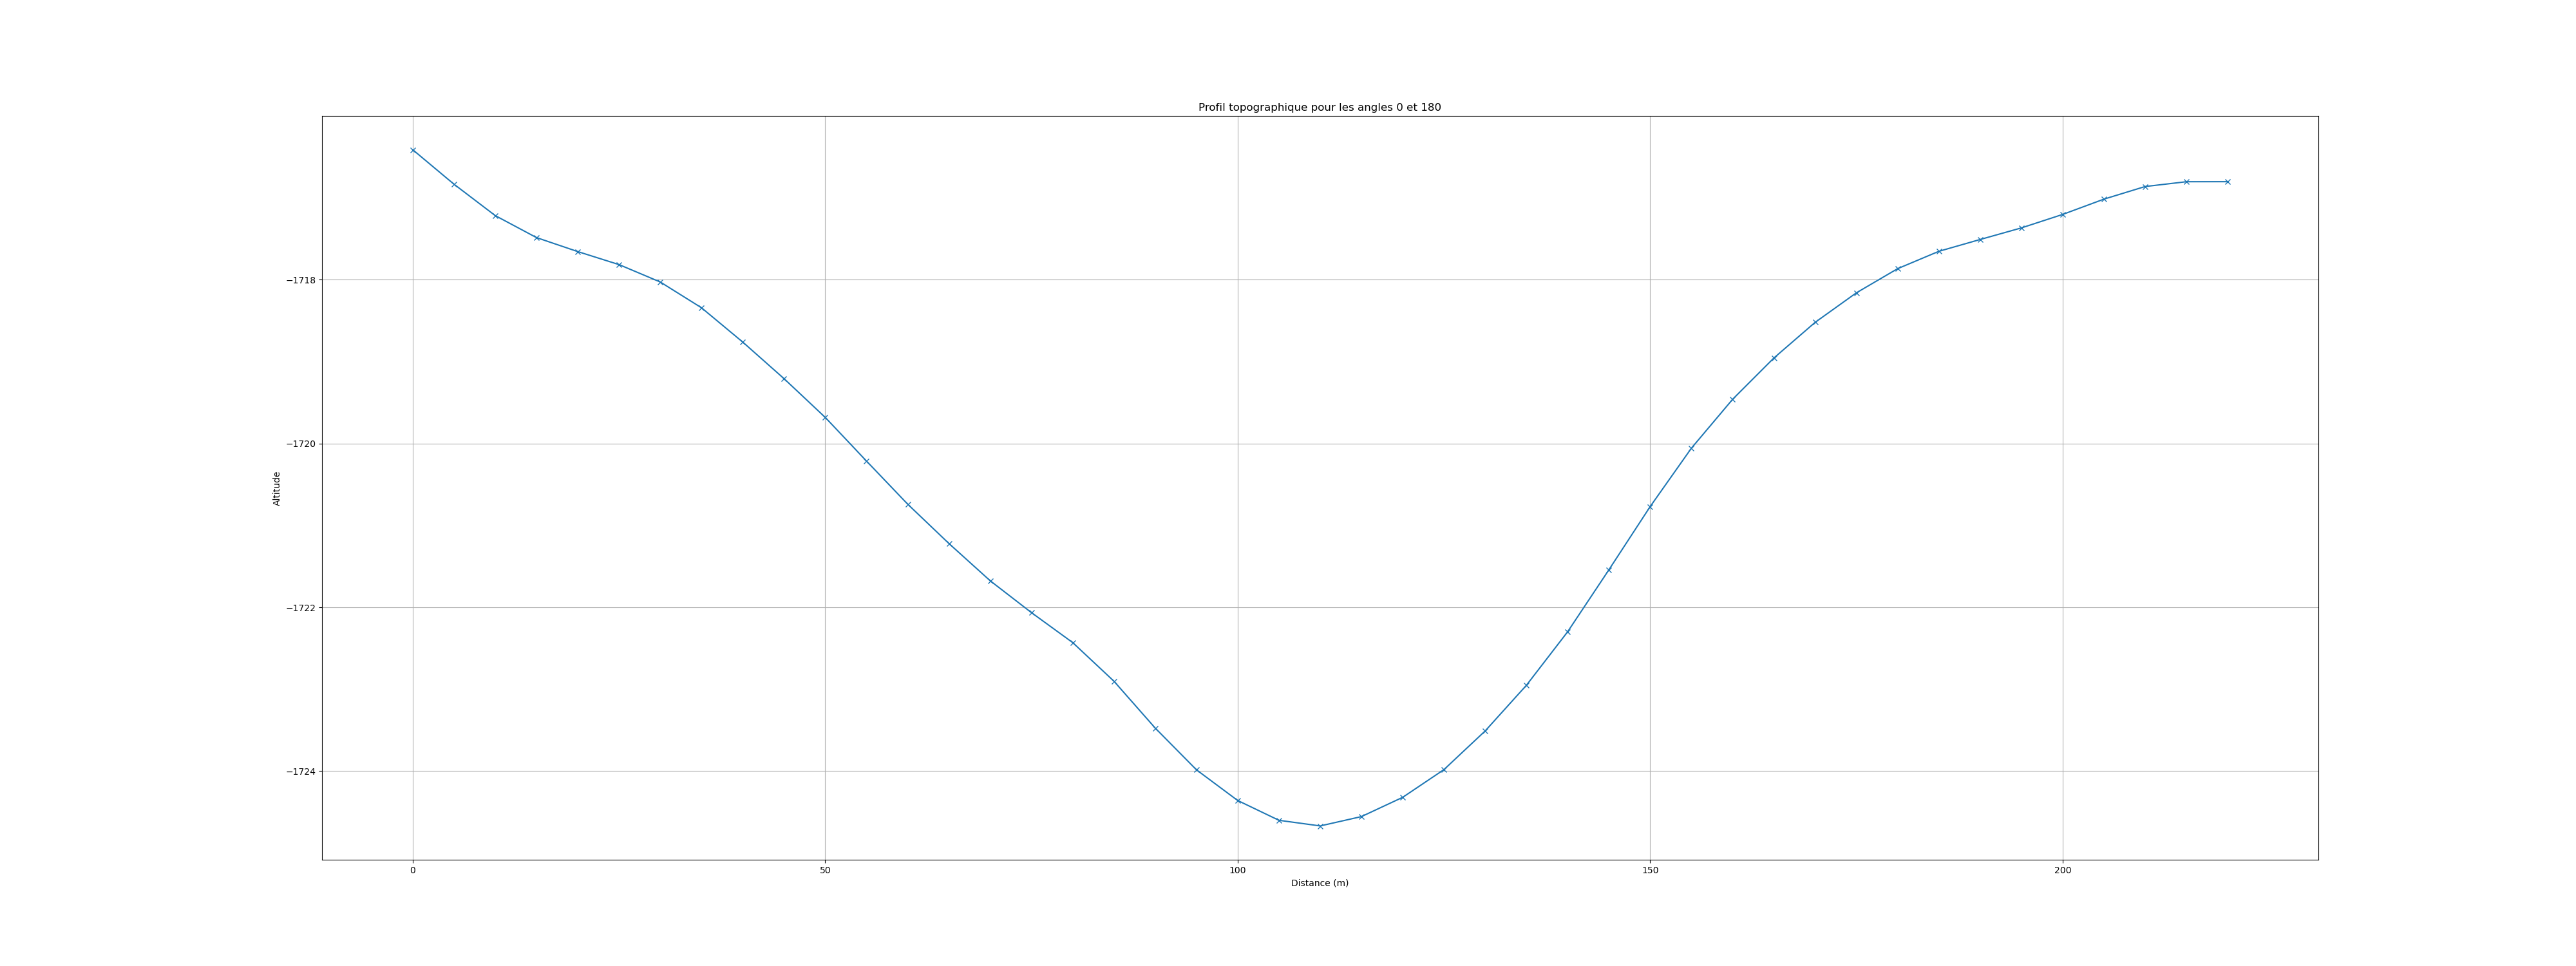 Profil topographique pour les angles 0 et 180
−1718
−1720
Altitude
−1722
−1724
0 50 100 150 200
Distance (m)